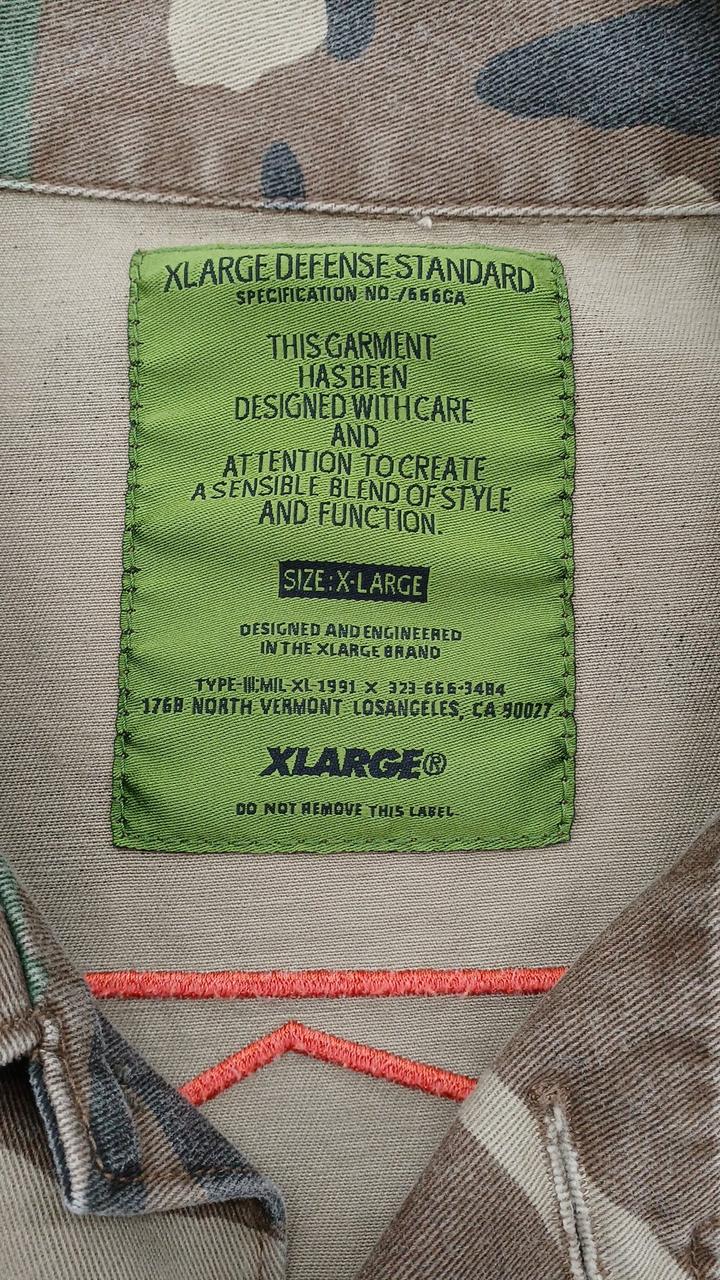 XLARGE DEFENSE STANDARD
SPECIFICATION NO./666GA
THIS GARMENT
HAS BEEN
DESIGNED WITH CARE
AND
ATTENTION TO CREATE
A SENSIBLE BLEND OF STYLE
AND FUNCTION.
SIZE:X-LARGE
DESIGNED AND ENGINEERED
IN THE XLARGE BRAND
TYPE-III:MIL-XL 1991 X 323-666-3484
1768 NORTH VERMONT LOSANGELES, CA 90027
XLARGE®
DO NOT REMOVE THIS LABEL